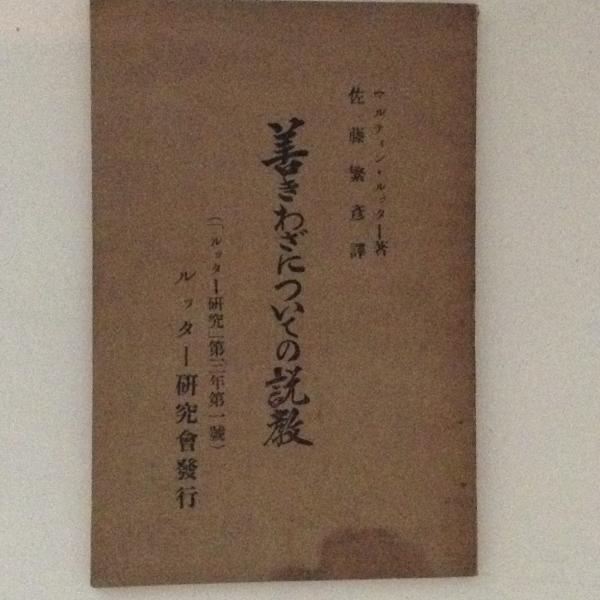 マルティン・ルッター著
佐藤繁彦譯
善きわざについての説教
（「ルッター研究」第三年第一號）
ルッター研究會發行